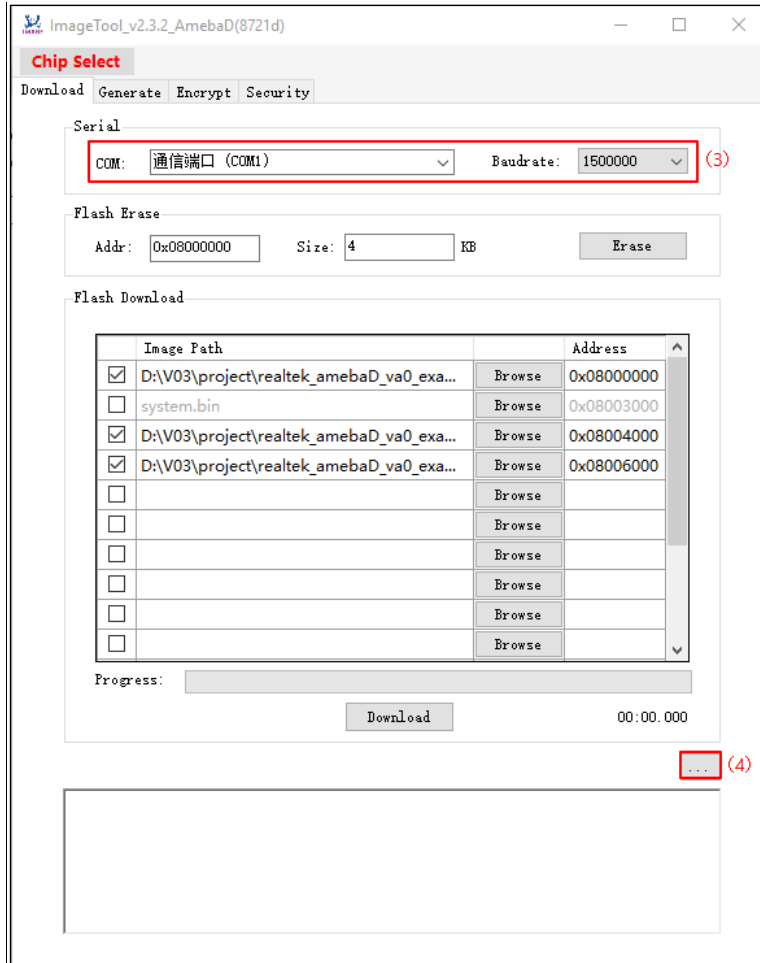 ImageTool_v2.3.2_AmebaD(8721d)
Chip Select
Download Generate Encrypt Security
Serial
COM: 通信端口 (COM1) Baudrate: 1500000 (3)
Flash Erase
Addr: 0x08000000 Size: 4 KB Erase
Flash Download
Image Path Address
D:\V03\project\realtek_amebaD_va0_exa... Browse 0x08000000
system.bin Browse 0x08003000
D:\V03\project\realtek_amebaD_va0_exa... Browse 0x08004000
D:\V03\project\realtek_amebaD_va0_exa... Browse 0x08006000
Browse
Browse
Browse
Browse
Browse
Browse
Progress:
Download 00:00.000
... (4)